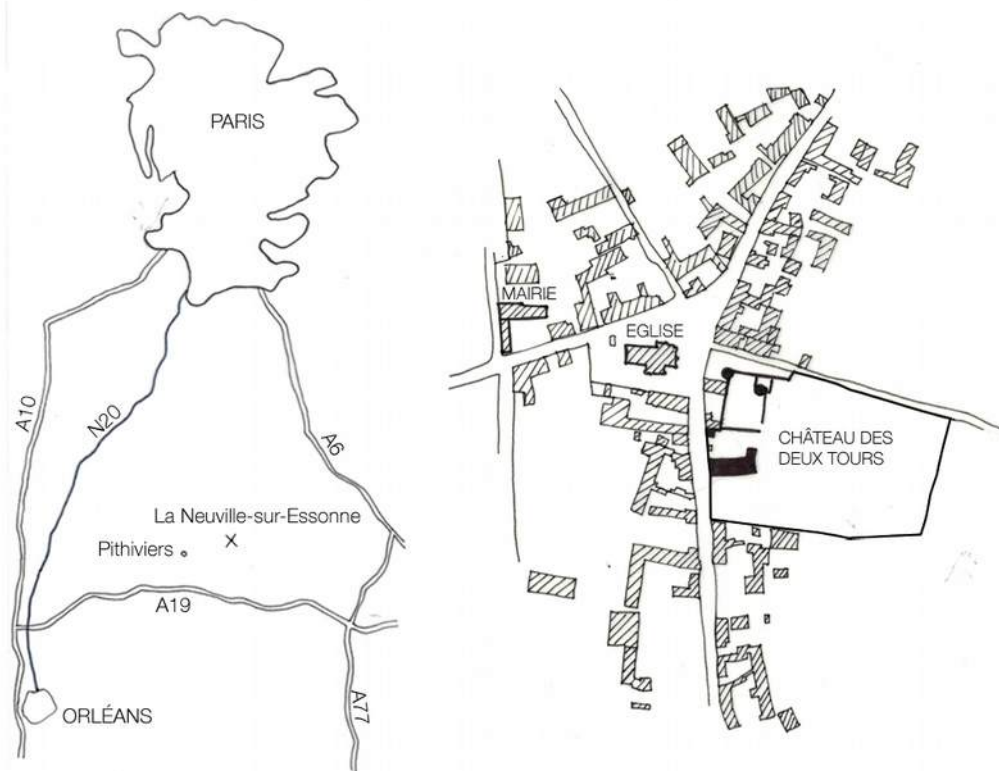 PARIS
A10
N20
A6
La Neuville-sur-Essonne
Pithiviers
A19
A77
ORLÉANS
MAIRIE
EGLISE
CHÂTEAU DES
DEUX TOURS